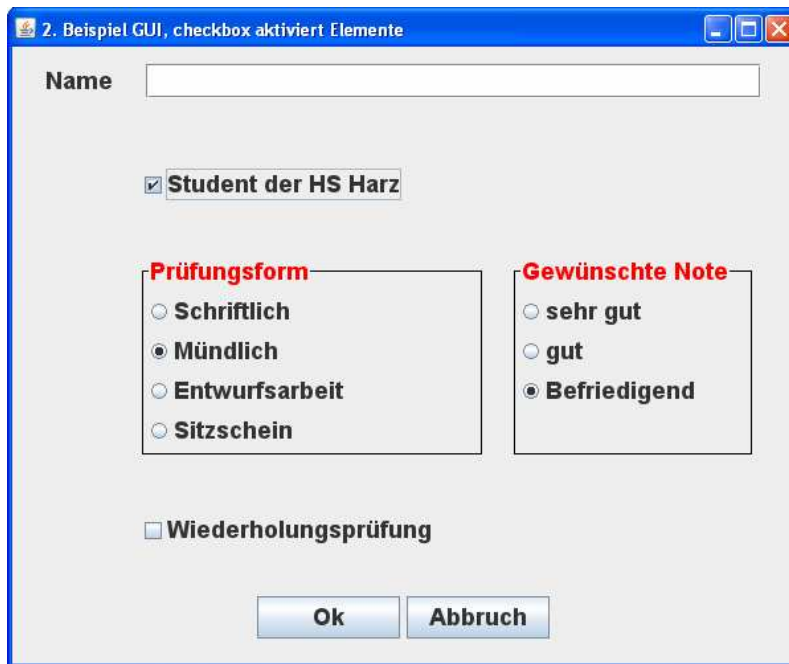 2. Beispiel GUI, checkbox aktiviert Elemente
Name
Student der HS Harz
Prüfungsform
Schriftlich
Mündlich
Entwurfsarbeit
Sitzschein
Gewünschte Note
sehr gut
gut
Befriedigend
Wiederholungsprüfung
Ok
Abbruch